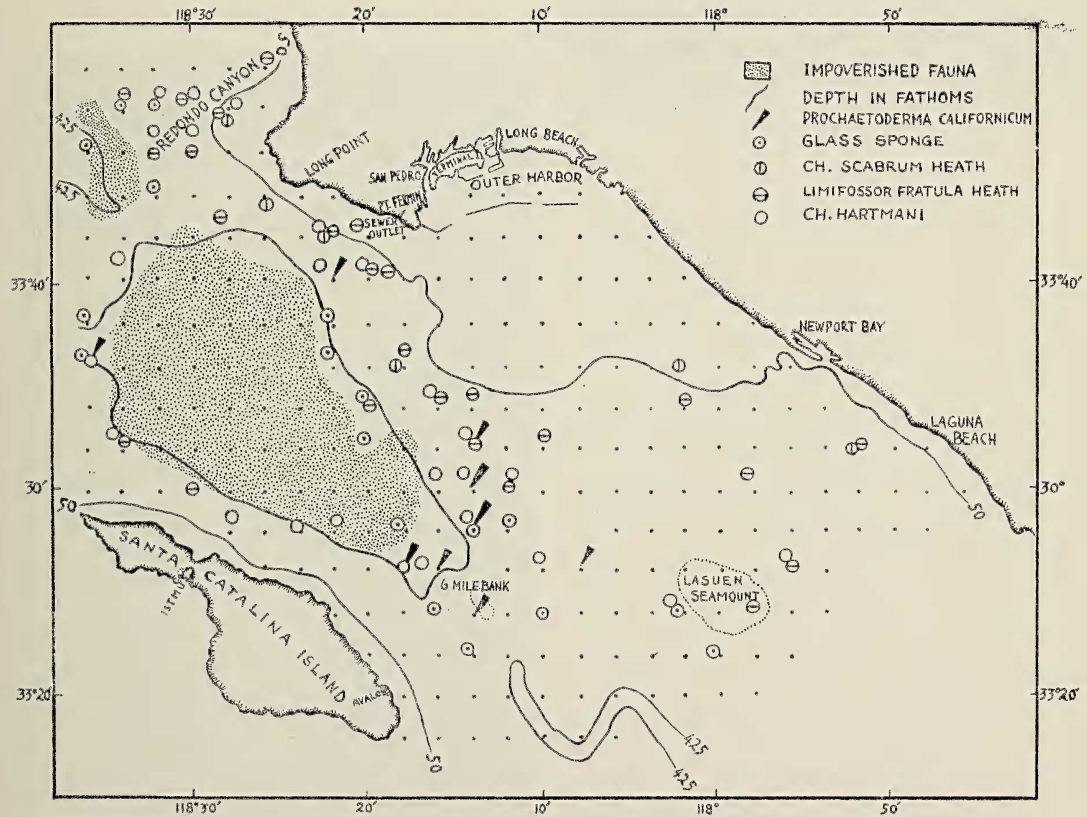 118°30' 20' 10' 118° 50'
IMPOVERISHED FAUNA
DEPTH IN FATHOMS
PROCHAETODERMA CALIFORNICUM
GLASS SPONGE
CH. SCABRUM HEATH
LIMIFOSSOR FRATULA HEATH
CH. HARTMANI
50
REDONDO CANYON
425
425
LONG POINT
SAN PEDRO
TERMINAL I.
LONG BEACH
OUTER HARBOR
PT. FERMIN
SEWER
OUTLET
33°40' 33°40'
NEWPORT BAY
LAGUNA
BEACH
30' 30°
50
50
SANTA CATALINA ISLAND
ISTMUS
AVALON
6 MILE BANK
LASUEN
SEAMOUNT
33°20' 33°20'
50
425
425
118°30' 20' 10' 118° 50'